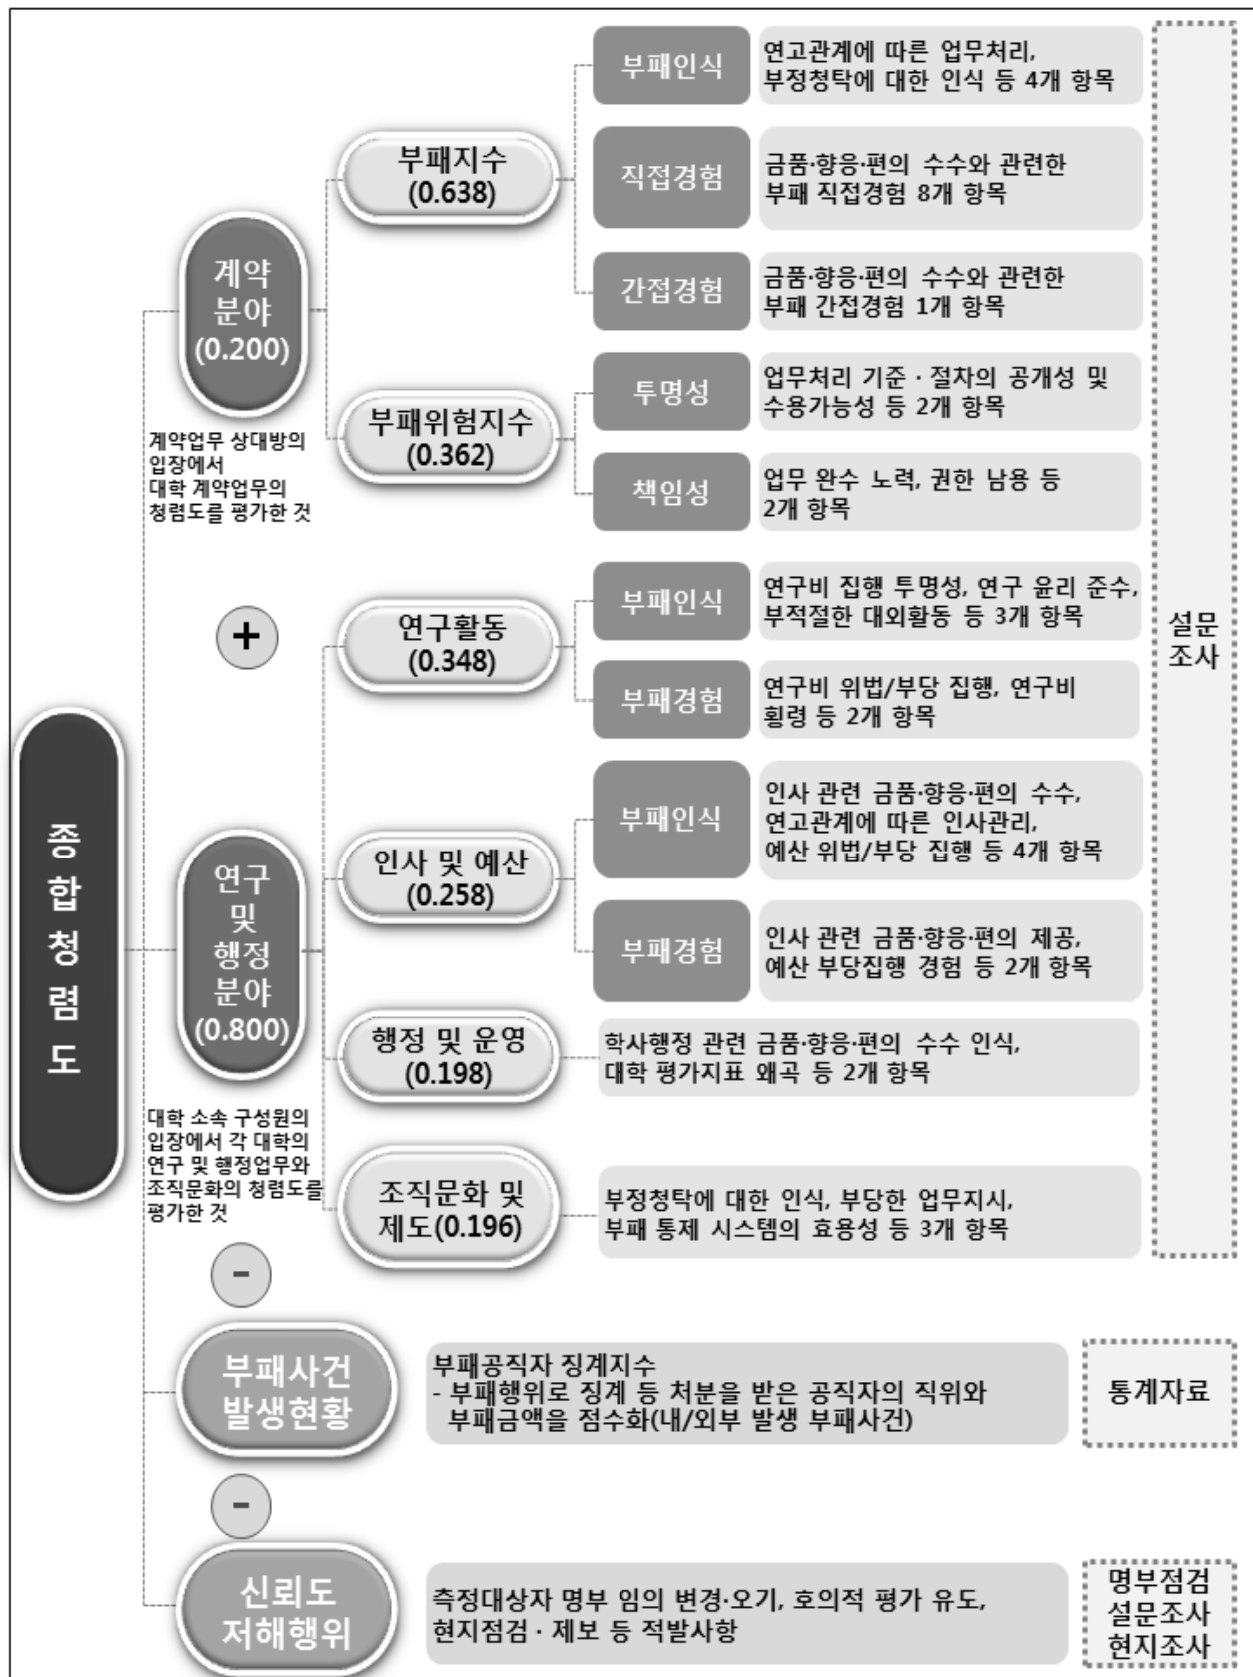 종
합
청
렴
도
계약
분야
(0.200)
계약업무 상대방의
입장에서
대학 계약업무의
청렴도를 평가한 것
부패지수
(0.638)
부패인식
연고관계에 따른 업무처리,
부정청탁에 대한 인식 등 4개 항목
직접경험
금품·향응·편의 수수와 관련한
부패 직접경험 8개 항목
간접경험
금품·향응·편의 수수와 관련한
부패 간접경험 1개 항목
부패위험지수
(0.362)
투명성
업무처리 기준 · 절차의 공개성 및
수용가능성 등 2개 항목
책임성
업무 완수 노력, 권한 남용 등
2개 항목
+
연구
및
행정
분야
(0.800)
대학 소속 구성원의
입장에서 각 대학의
연구 및 행정업무와
조직문화의 청렴도를
평가한 것
연구활동
(0.348)
부패인식
연구비 집행 투명성, 연구 윤리 준수,
부적절한 대외활동 등 3개 항목
부패경험
연구비 위법/부당 집행, 연구비
횡령 등 2개 항목
인사 및 예산
(0.258)
부패인식
인사 관련 금품·향응·편의 수수,
연고관계에 따른 인사관리,
예산 위법/부당 집행 등 4개 항목
부패경험
인사 관련 금품·향응·편의 제공,
예산 부당집행 경험 등 2개 항목
행정 및 운영
(0.198)
학사행정 관련 금품·향응·편의 수수 인식,
대학 평가지표 왜곡 등 2개 항목
조직문화 및
제도(0.196)
부정청탁에 대한 인식, 부당한 업무지시,
부패 통제 시스템의 효용성 등 3개 항목
설문
조사
-
부패사건
발생현황
부패공직자 징계지수
- 부패행위로 징계 등 처분을 받은 공직자의 직위와
부패금액을 점수화(내/외부 발생 부패사건)
통계자료
-
신뢰도
저해행위
측정대상자 명부 임의 변경·오기, 호의적 평가 유도,
현지점검 · 제보 등 적발사항
명부점검
설문조사
현지조사